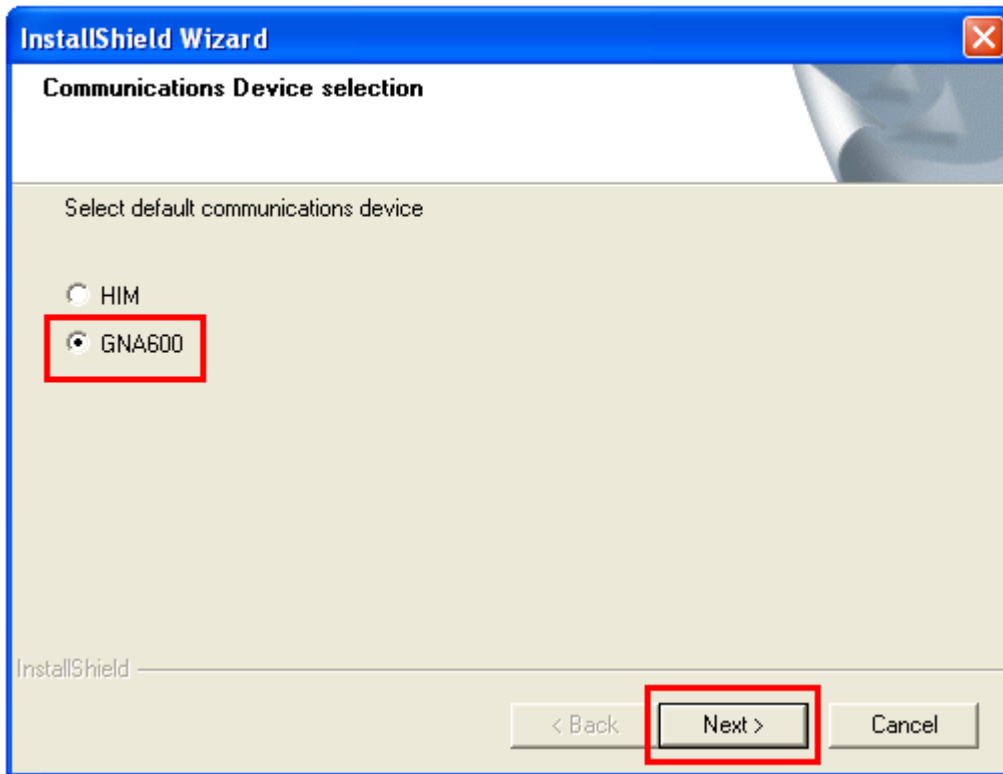 InstallShield Wizard
Communications Device selection
Select default communications device
HIM
GNA600
InstallShield
< Back
Next >
Cancel